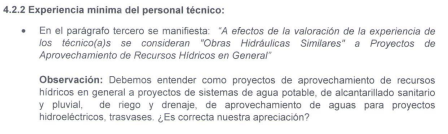 4.2.2 Experiencia mínima del personal técnico:
• En el parágrafo tercero se manifiesta: "A efectos de la valoración de la experiencia de
los técnico(a)s se consideran "Obras Hidráulicas Similares" a Proyectos de
Aprovechamiento de Recursos Hídricos en General"
Observación: Debemos entender como proyectos de aprovechamiento de recursos
hídricos en general a proyectos de sistemas de agua potable, de alcantarillado sanitario
y pluvial, de riego y drenaje, de aprovechamiento de aguas para proyectos
hidroeléctricos, trasvases. ¿Es correcta nuestra apreciación?